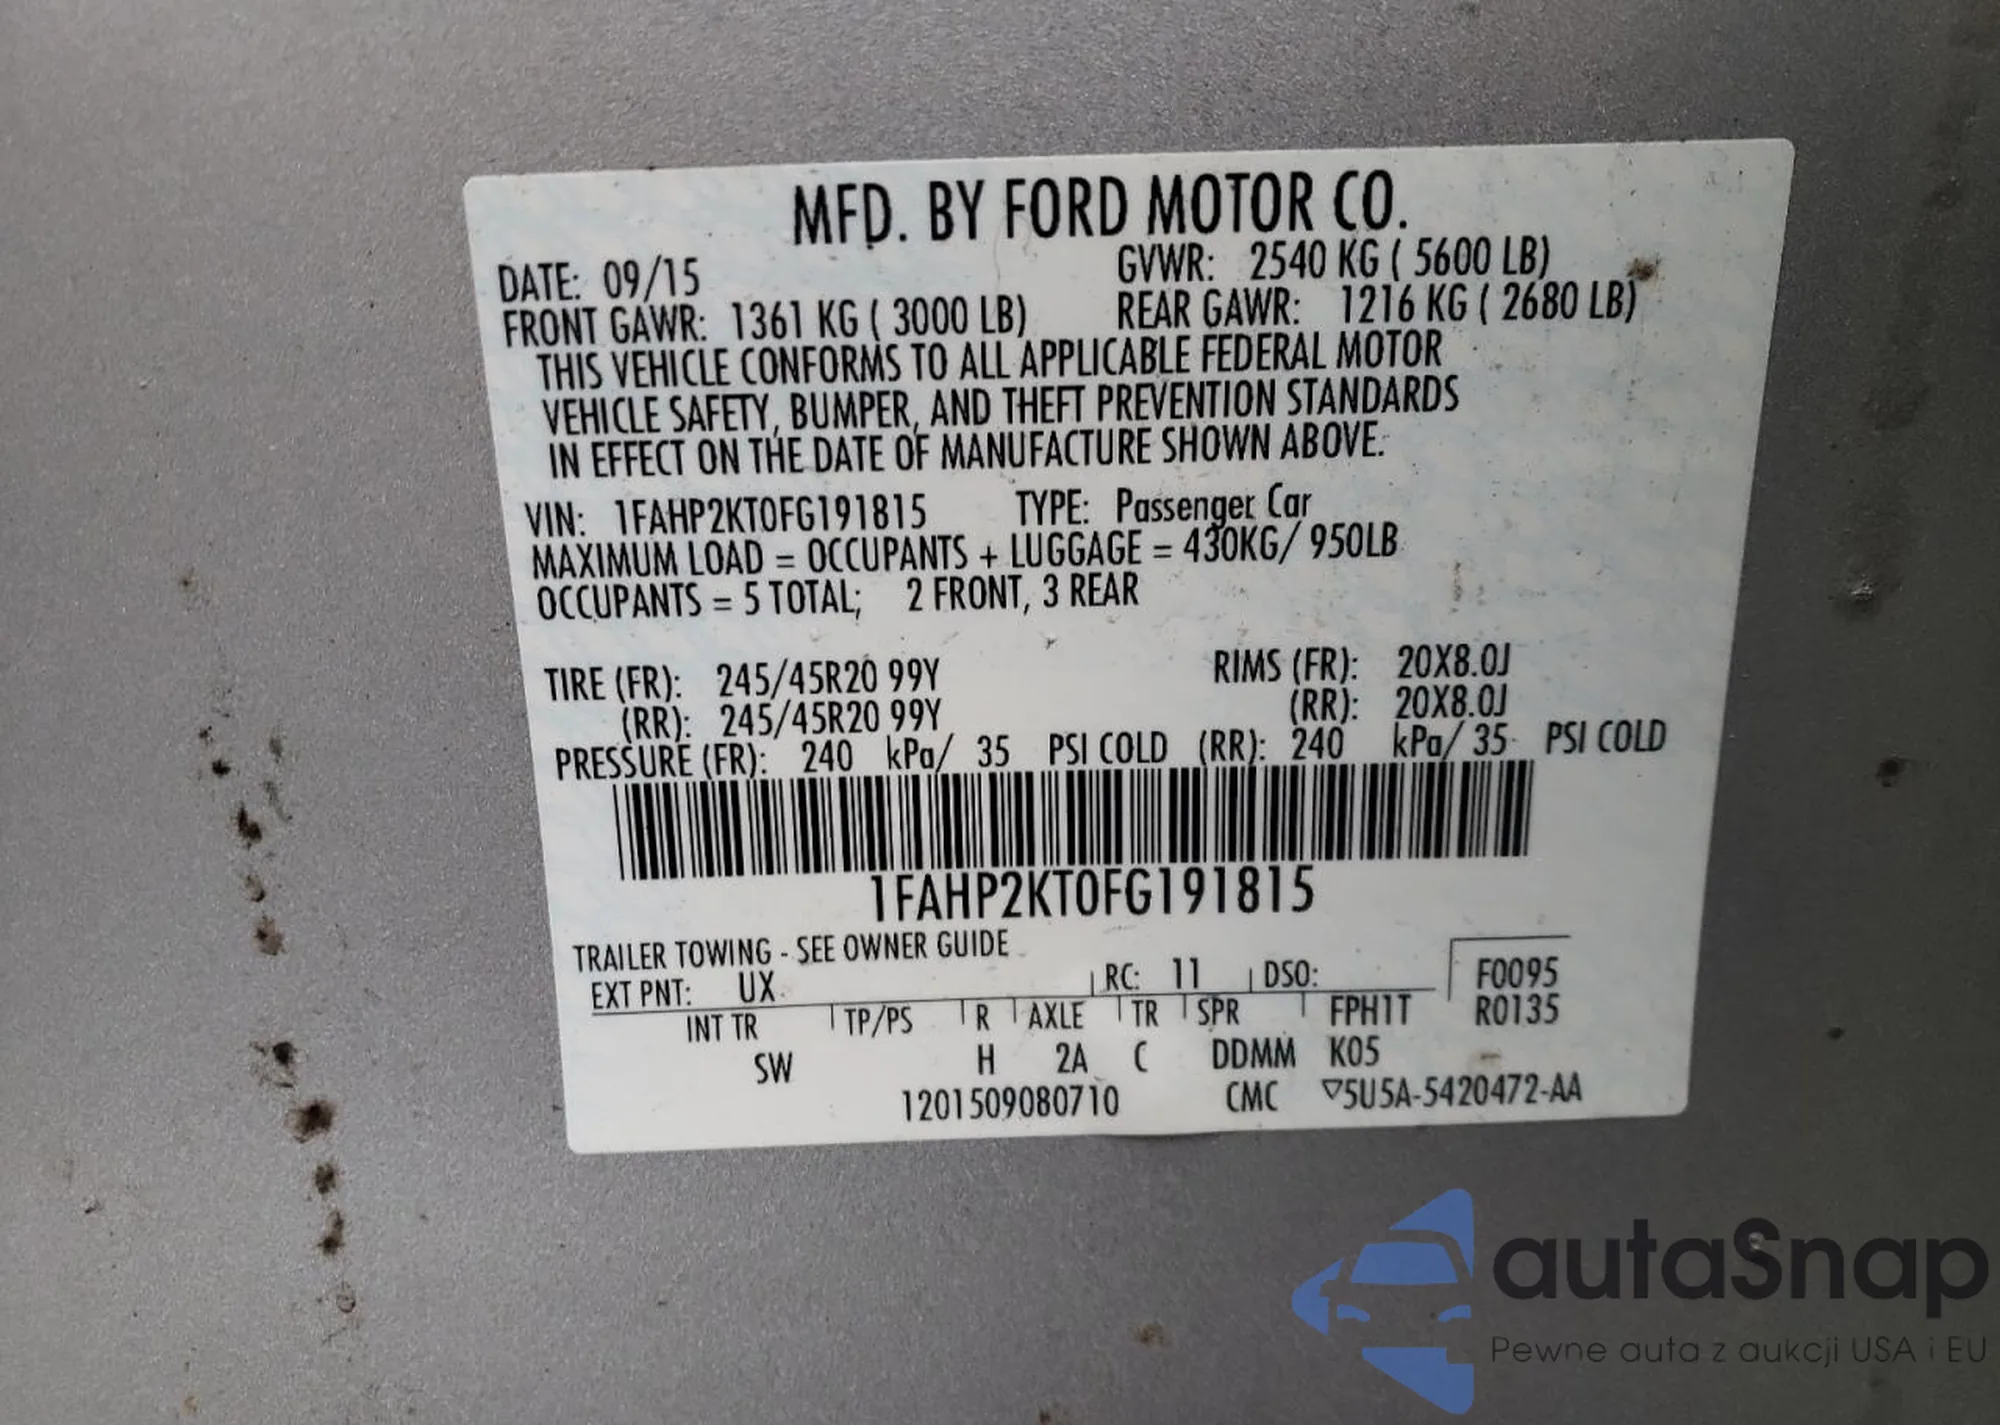 MFD. BY FORD MOTOR CO.
DATE: 09/15 GVWR: 2540 KG ( 5600 LB)
FRONT GAWR: 1361 KG ( 3000 LB) REAR GAWR: 1216 KG ( 2680 LB)
THIS VEHICLE CONFORMS TO ALL APPLICABLE FEDERAL MOTOR
VEHICLE SAFETY, BUMPER, AND THEFT PREVENTION STANDARDS
IN EFFECT ON THE DATE OF MANUFACTURE SHOWN ABOVE.
VIN: 1FAHP2KT0FG191815 TYPE: Passenger Car
MAXIMUM LOAD = OCCUPANTS + LUGGAGE = 430KG/ 950LB
OCCUPANTS = 5 TOTAL; 2 FRONT, 3 REAR
TIRE (FR): 245/45R20 99Y RIMS (FR): 20X8.0J
(RR): 245/45R20 99Y (RR): 20X8.0J
PRESSURE (FR): 240 kPa/ 35 PSI COLD (RR): 240 kPa/ 35 PSI COLD
1FAHP2KT0FG191815
TRAILER TOWING - SEE OWNER GUIDE
EXT PNT: UX RC: 11 DSO: F0095
INT TR TP/PS R AXLE TR SPR FPH1T R0135
SW H 2A C DDMM K05
1201509080710 CMC ▽5U5A-5420472-AA
autaSnap
Pewne auta z aukcji USA i EU